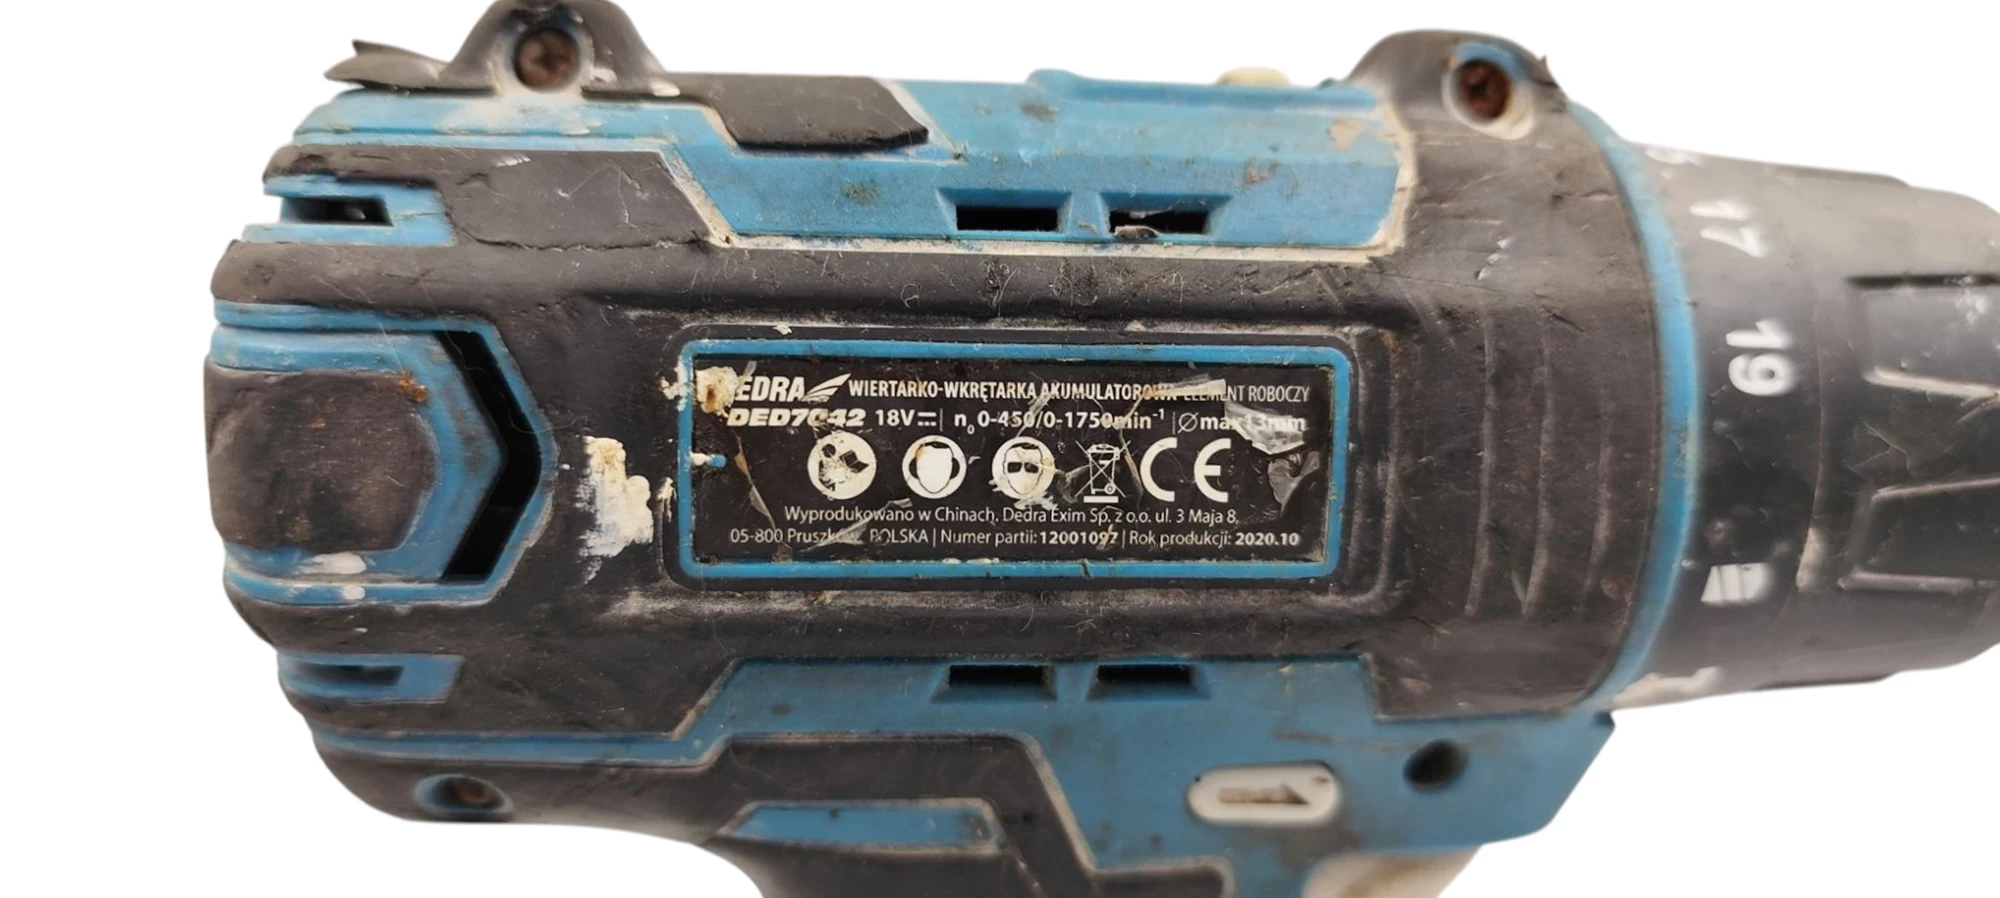 DEDRA WIERTARKO-WKRĘTARKA AKUMULATOROWA ELEMENT ROBOCZY
DED7042 18V | n₀ 0-450/0-1750min⁻¹ | Ø max13mm
CE
Wyprodukowano w Chinach, Dedra Exim Sp. z o.o. ul. 3 Maja 8,
05-800 Pruszków POLSKA | Numer partii: 12001097 | Rok produkcji: 2020.10
17
19